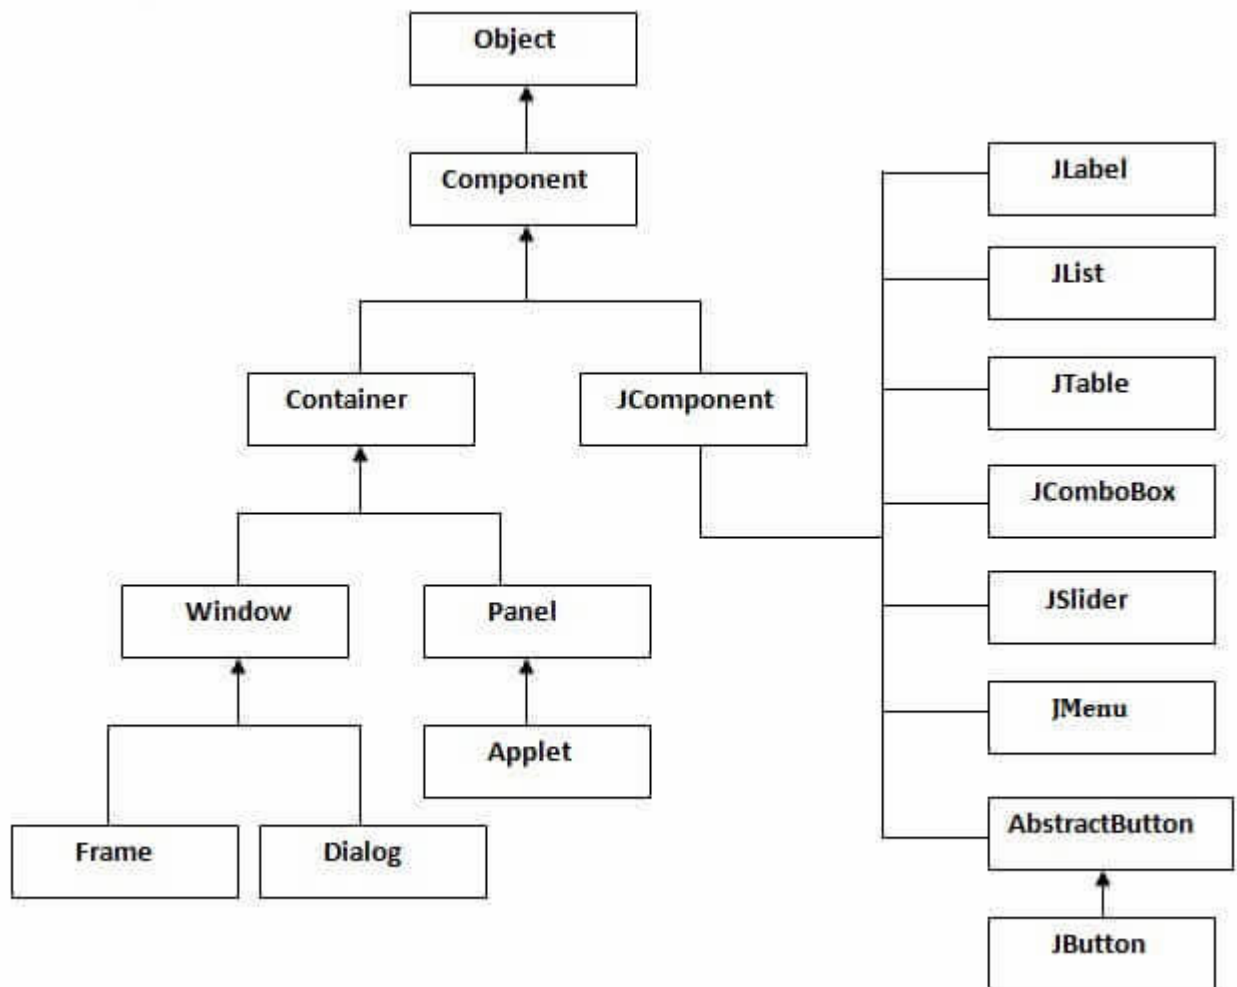 Object
Component
Container
JComponent
Window
Panel
Applet
Frame
Dialog
JLabel
JList
JTable
JComboBox
JSlider
JMenu
AbstractButton
JButton